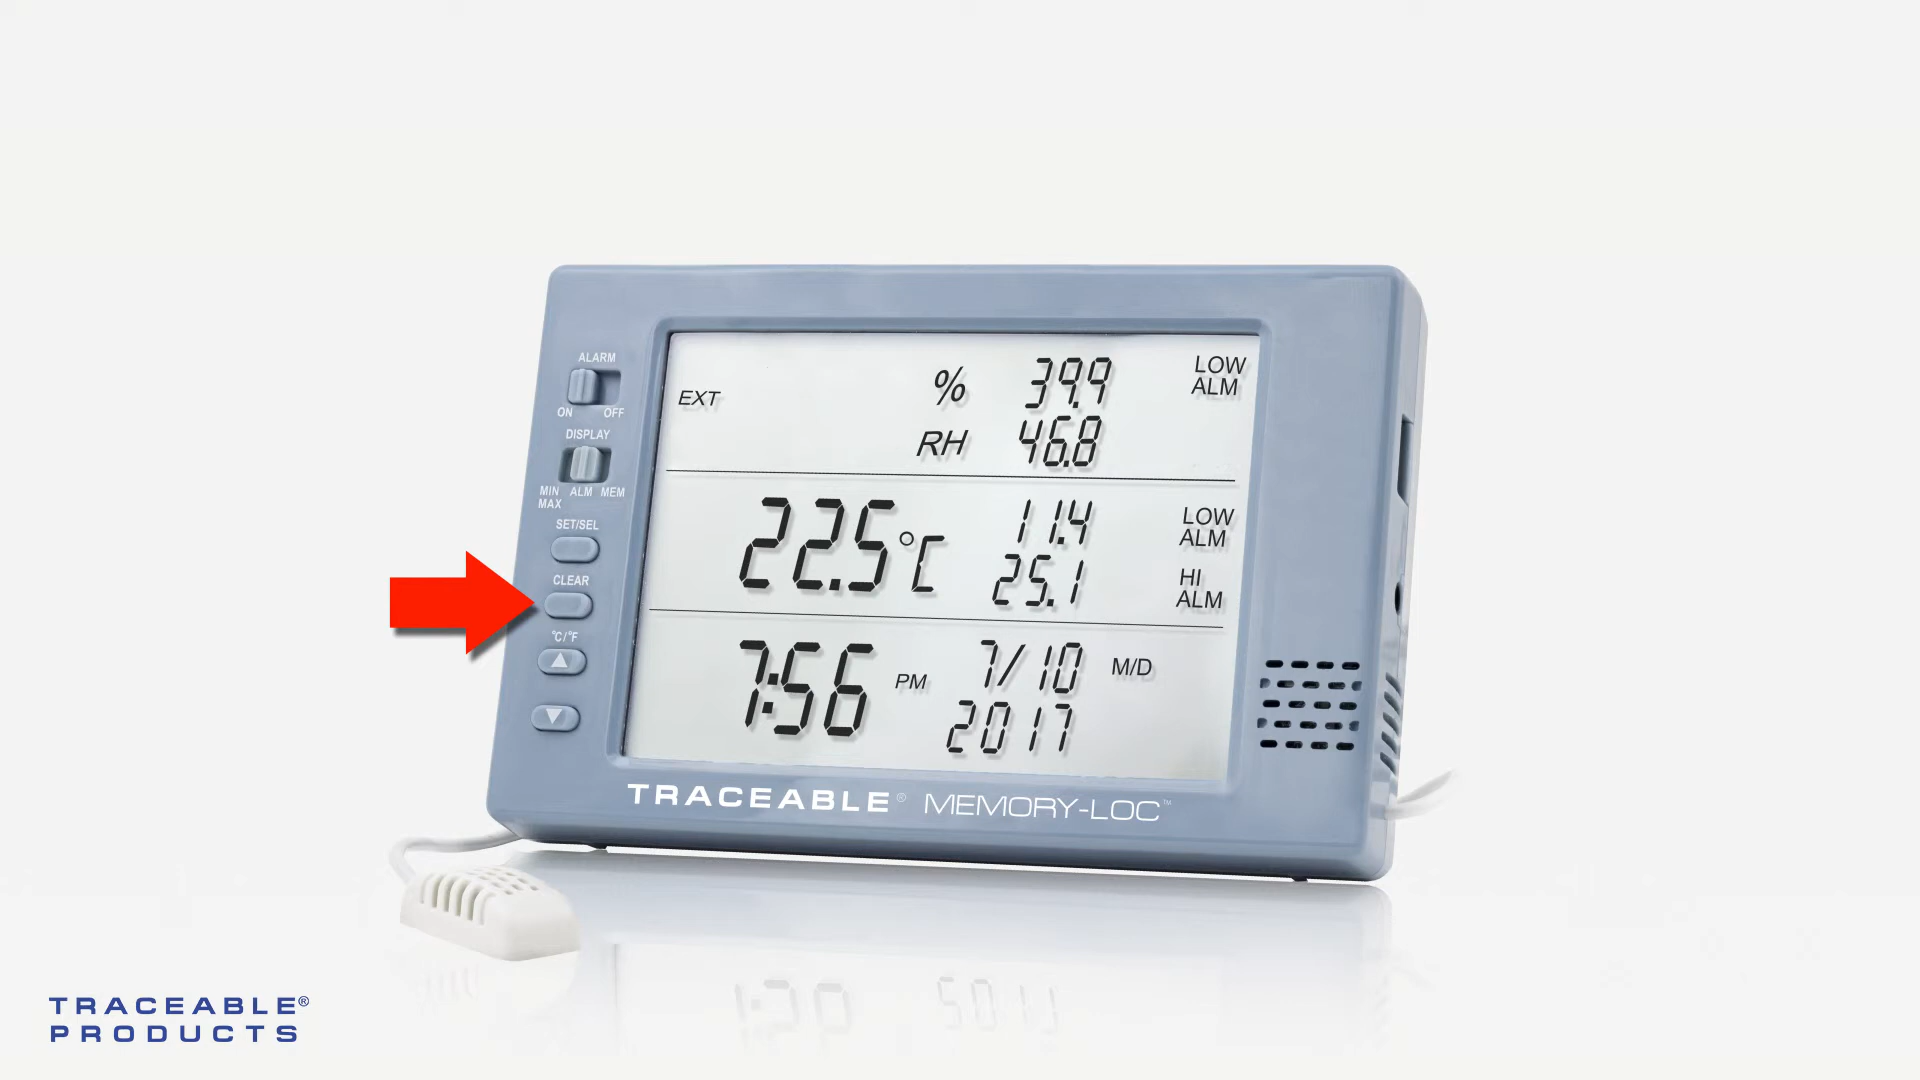 ALARM
ON OFF
DISPLAY
MIN ALM MEM
MAX
SET/SEL
CLEAR
°C/°F
EXT
% 39.9 LOW ALM
RH 46.8
22.5 °C 11.4 LOW ALM
25.1 HI ALM
7:56 PM 7/10 M/D
2017
TRACEABLE® MEMORY-LOC™
TRACEABLE®
PRODUCTS